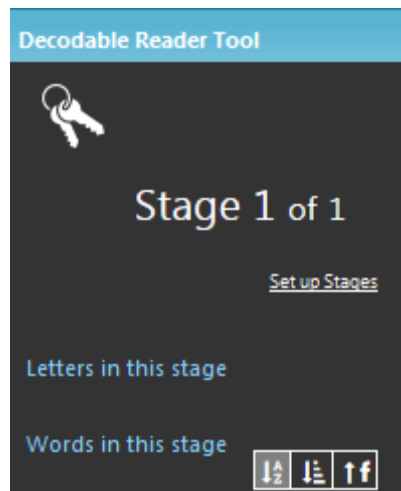 Decodable Reader Tool
Stage 1 of 1
Set up Stages
Letters in this stage
Words in this stage